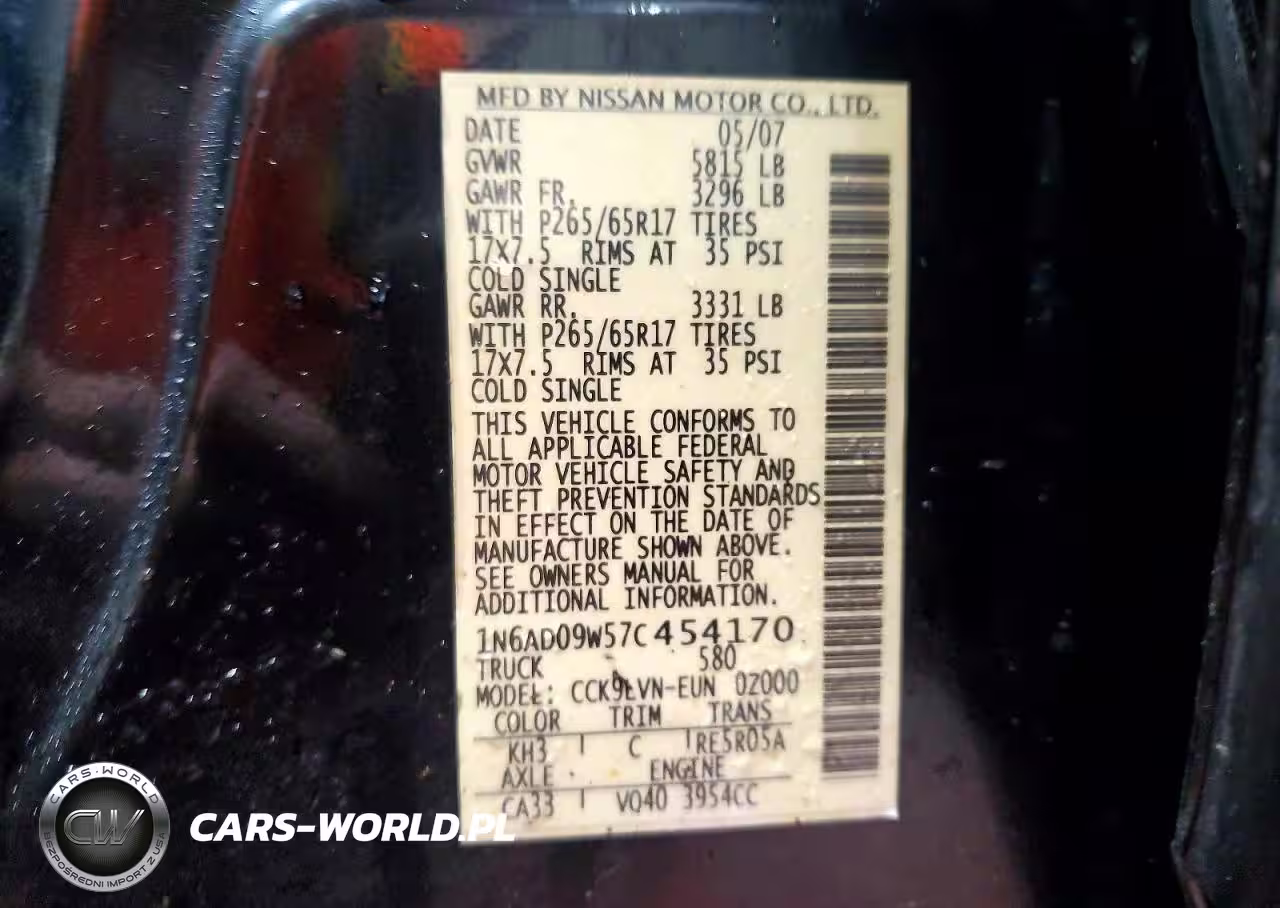 MFD BY NISSAN MOTOR CO., LTD.
DATE 05/07
GVWR 5815 LB
GAWR FR. 3296 LB
WITH P265/65R17 TIRES
17X7.5 RIMS AT 35 PSI
COLD SINGLE
GAWR RR. 3331 LB
WITH P265/65R17 TIRES
17X7.5 RIMS AT 35 PSI
COLD SINGLE
THIS VEHICLE CONFORMS TO
ALL APPLICABLE FEDERAL
MOTOR VEHICLE SAFETY AND
THEFT PREVENTION STANDARDS
IN EFFECT ON THE DATE OF
MANUFACTURE SHOWN ABOVE.
SEE OWNERS MANUAL FOR
ADDITIONAL INFORMATION.
1N6AD09W57C454170
TRUCK 580
MODEL: CCK9LVN-EUN 02000
COLOR TRIM TRANS
KH3 C RE5R05A
AXLE ENGINE
CA33 VQ40 3954CC
CARS-WORLD
CW
BEZPOŚREDNI IMPORT Z USA
CARS-WORLD.PL